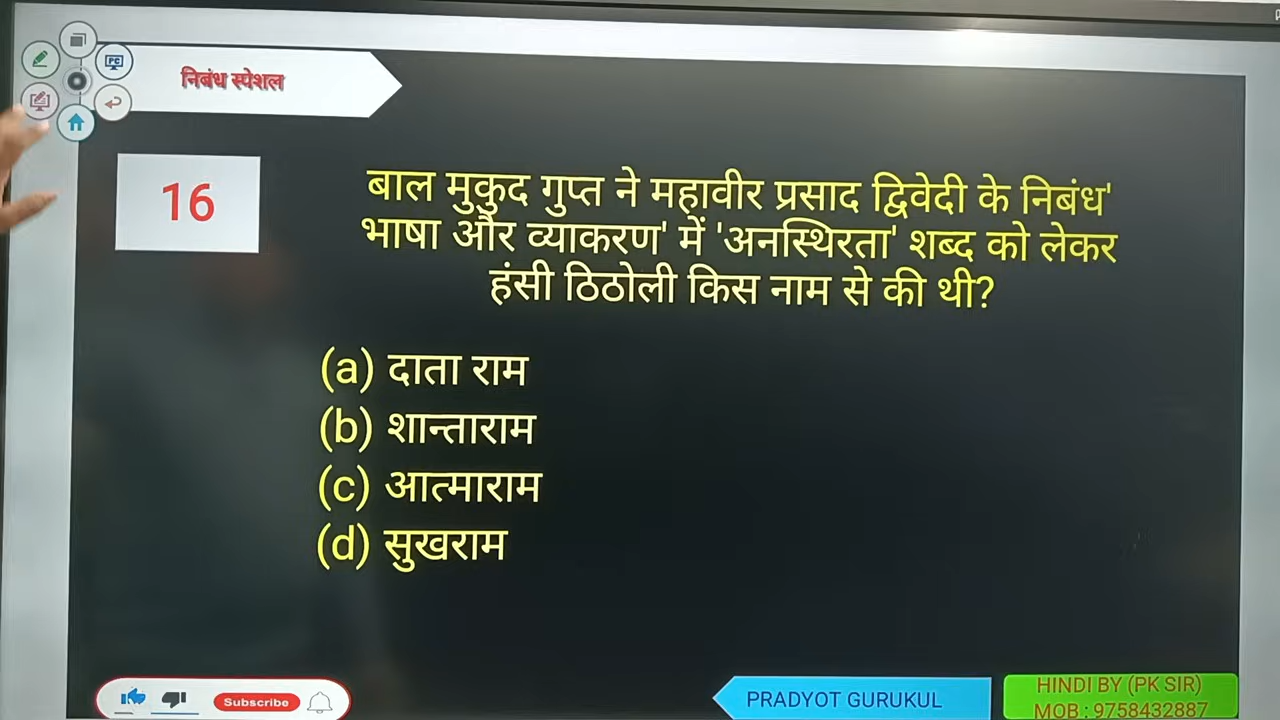 निबंध स्पेशल
16
बाल मुकुद गुप्त ने महावीर प्रसाद द्विवेदी के निबंध'
भाषा और व्याकरण' में 'अनस्थिरता' शब्द को लेकर
हंसी ठिठोली किस नाम से की थी?
(a) दाता राम
(b) शान्ताराम
(c) आत्माराम
(d) सुखराम
Subscribe
PRADYOT GURUKUL
HINDI BY (PK SIR)
MOB : 9758432887